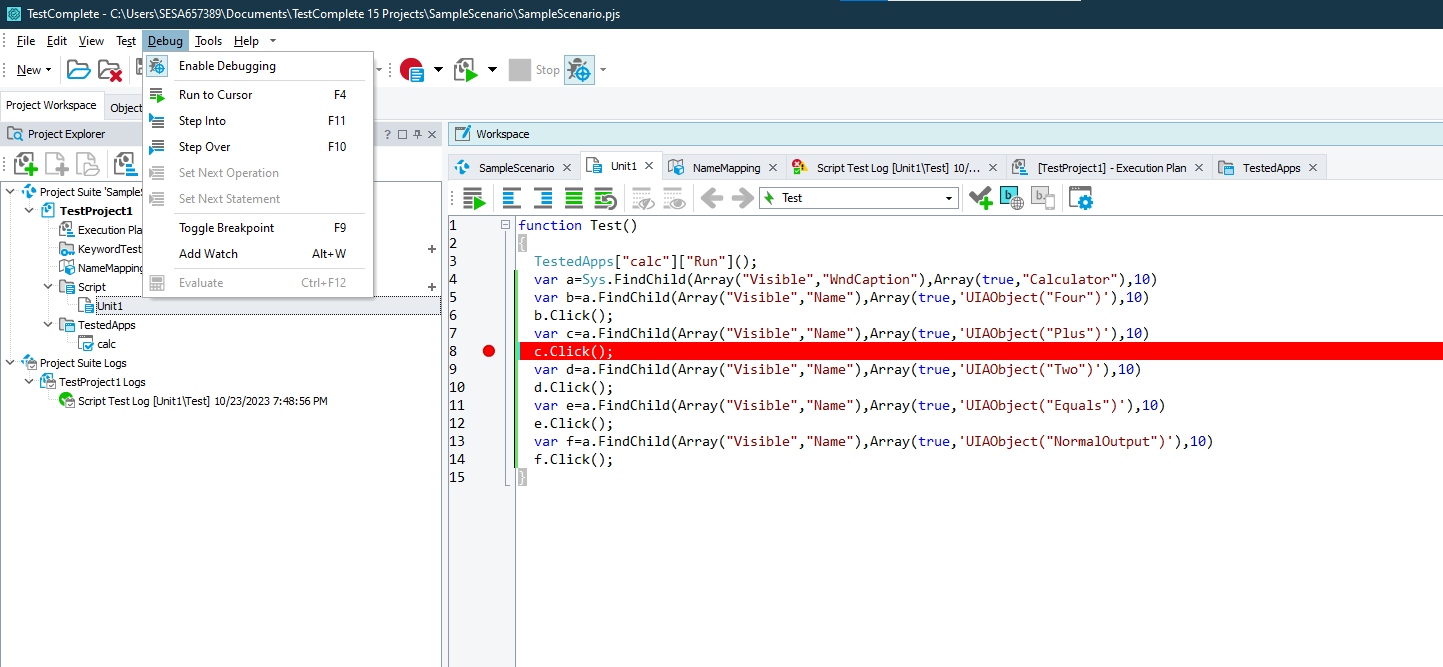 TestComplete - C:\Users\SESA657389\Documents\TestComplete 15 Projects\SampleScenario\SampleScenario.pjs
File Edit View Test Debug Tools Help
New Stop
Enable Debugging
Run to Cursor F4
Step Into F11
Step Over F10
Set Next Operation
Set Next Statement
Toggle Breakpoint F9
Add Watch Alt+W
Evaluate Ctrl+F12
Project Workspace Object
Project Explorer ?
Project Suite 'Sample
TestProject1
Execution Pla
KeywordTest
NameMapping
Script
Unit1
TestedApps
calc
Project Suite Logs
TestProject1 Logs
Script Test Log [Unit1\Test] 10/23/2023 7:48:56 PM
Workspace
SampleScenario Unit1 NameMapping Script Test Log [Unit1\Test] 10/... [TestProject1] - Execution Plan TestedApps
Test
1 function Test()
2 {
3 TestedApps["calc"]["Run"]();
4 var a=Sys.FindChild(Array("Visible","WndCaption"),Array(true,"Calculator"),10)
5 var b=a.FindChild(Array("Visible","Name"),Array(true,'UIAObject("Four")'),10)
6 b.Click();
7 var c=a.FindChild(Array("Visible","Name"),Array(true,'UIAObject("Plus")'),10)
8 c.Click();
9 var d=a.FindChild(Array("Visible","Name"),Array(true,'UIAObject("Two")'),10)
10 d.Click();
11 var e=a.FindChild(Array("Visible","Name"),Array(true,'UIAObject("Equals")'),10)
12 e.Click();
13 var f=a.FindChild(Array("Visible","Name"),Array(true,'UIAObject("NormalOutput")'),10)
14 f.Click();
15 }